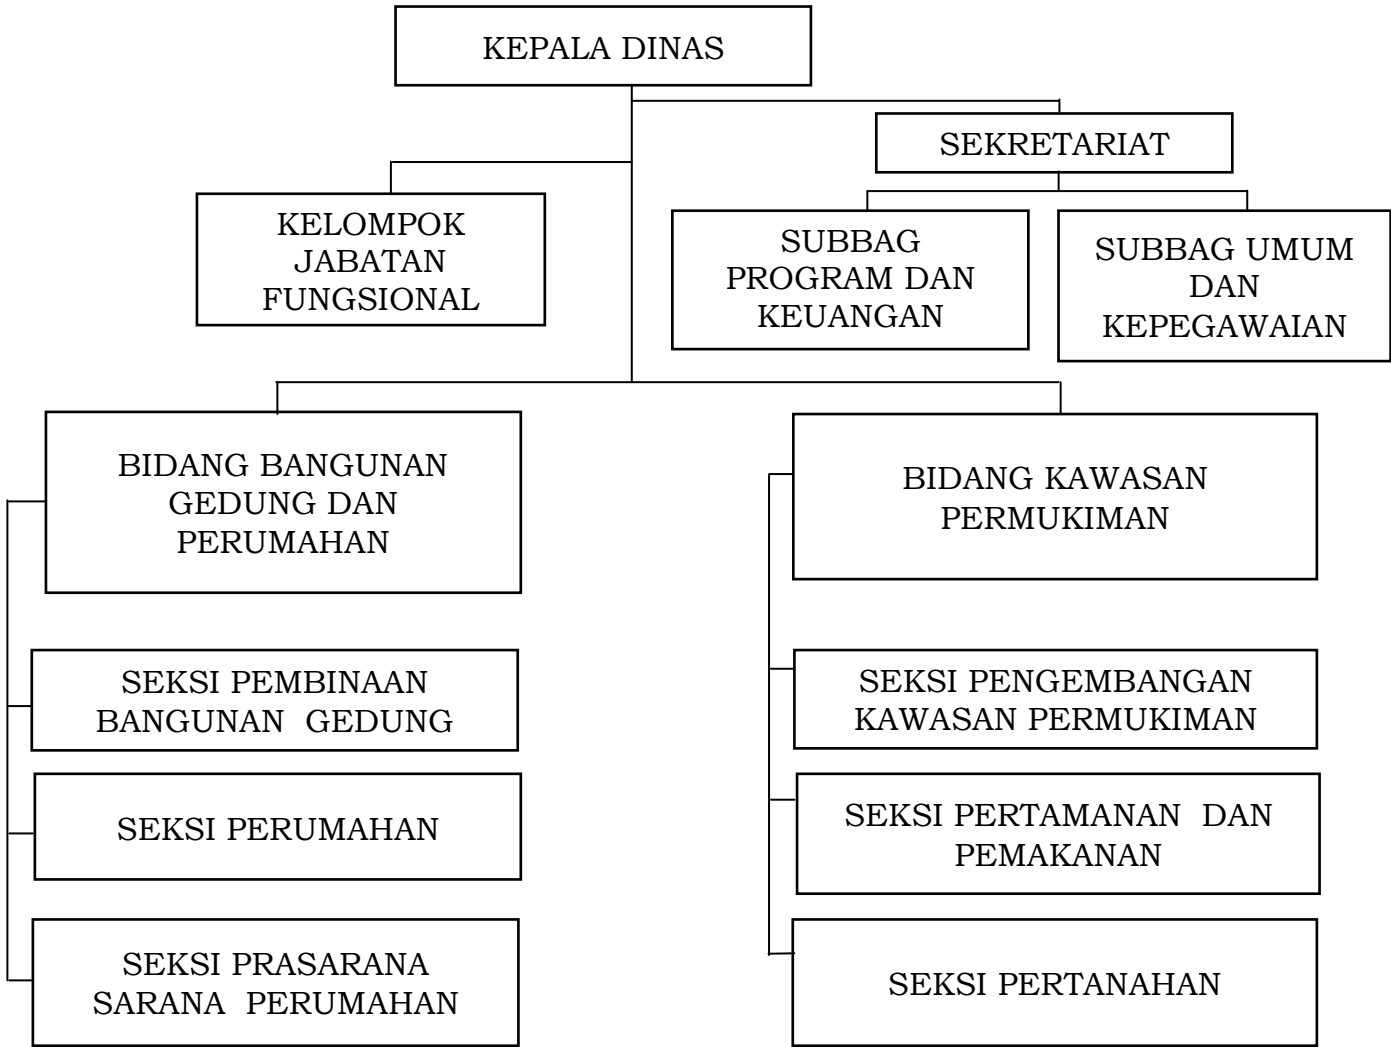 KEPALA DINAS
SEKRETARIAT
KELOMPOK
JABATAN
FUNGSIONAL
SUBBAG
PROGRAM DAN
KEUANGAN
SUBBAG UMUM
DAN
KEPEGAWAIAN
BIDANG BANGUNAN
GEDUNG DAN
PERUMAHAN
SEKSI PEMBINAAN
BANGUNAN  GEDUNG
SEKSI PERUMAHAN
SEKSI PRASARANA
SARANA  PERUMAHAN
BIDANG KAWASAN
PERMUKIMAN
SEKSI PENGEMBANGAN
KAWASAN PERMUKIMAN
SEKSI PERTAMANAN  DAN
PEMAKANAN
SEKSI PERTANAHAN